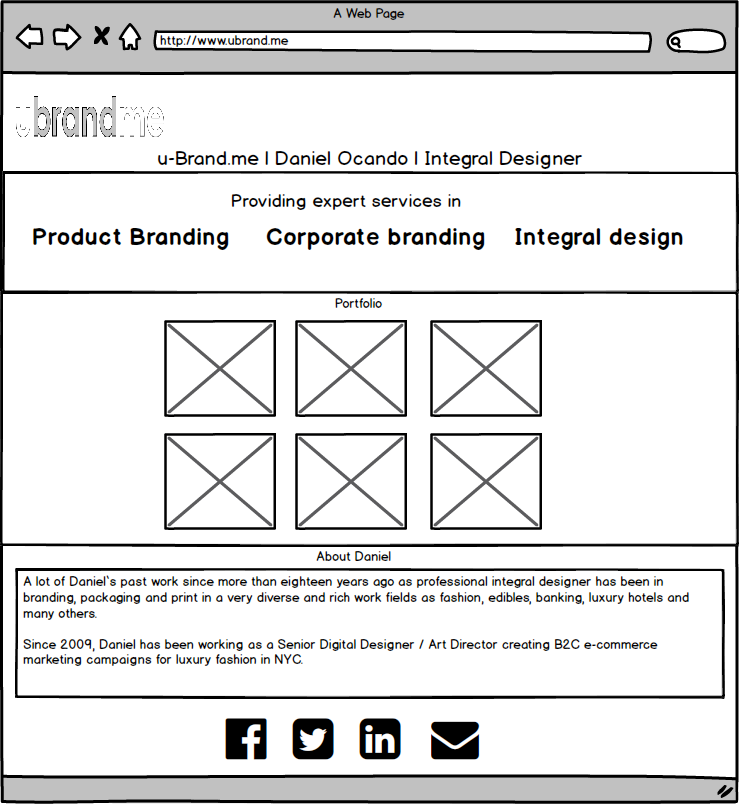 A Web Page
http://www.ubrand.me
ubrandme
u-Brand.me | Daniel Ocando | Integral Designer
Providing expert services in
Product Branding Corporate branding Integral design
Portfolio
About Daniel
A lot of Daniel`s past work since more than eighteen years ago as professional integral designer has been in
branding, packaging and print in a very diverse and rich work fields as fashion, edibles, banking, luxury hotels and
many others.
Since 2009, Daniel has been working as a Senior Digital Designer / Art Director creating B2C e-commerce
marketing campaigns for luxury fashion in NYC.